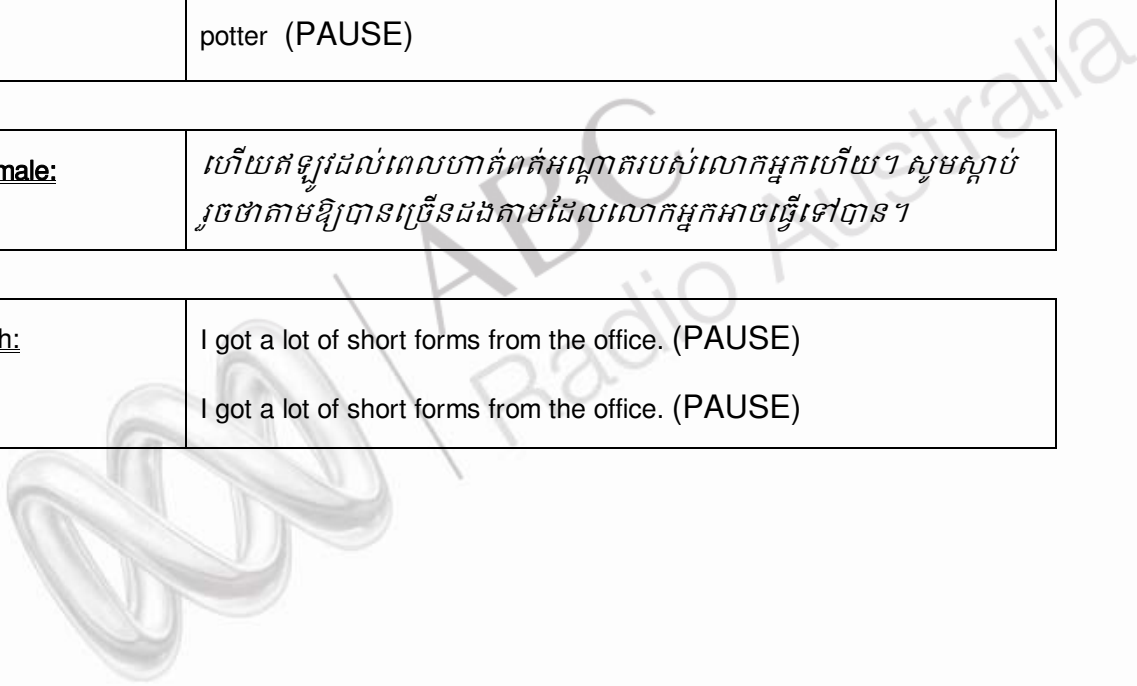 potter (PAUSE)
male:
ហើយឥឡូវដល់ពេលហាត់ពត់អណ្តាតរបស់លោកអ្នកហើយ។ សូមស្តាប់
រួចថាតាមឱ្យបានច្រើនដងតាមដែលលោកអ្នកអាចធ្វើទៅបាន។
h:
I got a lot of short forms from the office. (PAUSE)
I got a lot of short forms from the office. (PAUSE)
ABC
Radio Australia